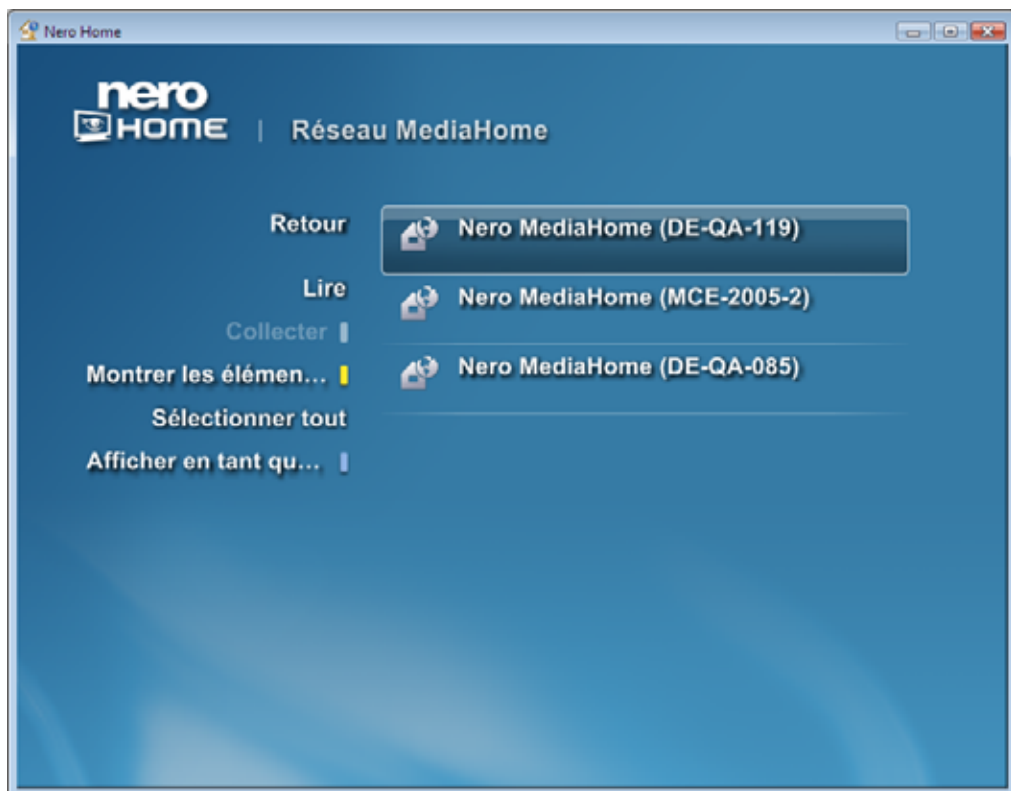 Nero Home
nero
HOME | Réseau MediaHome
Retour
Lire
Collecter
Montrer les élémen...
Sélectionner tout
Afficher en tant qu...
Nero MediaHome (DE-QA-119)
Nero MediaHome (MCE-2005-2)
Nero MediaHome (DE-QA-085)